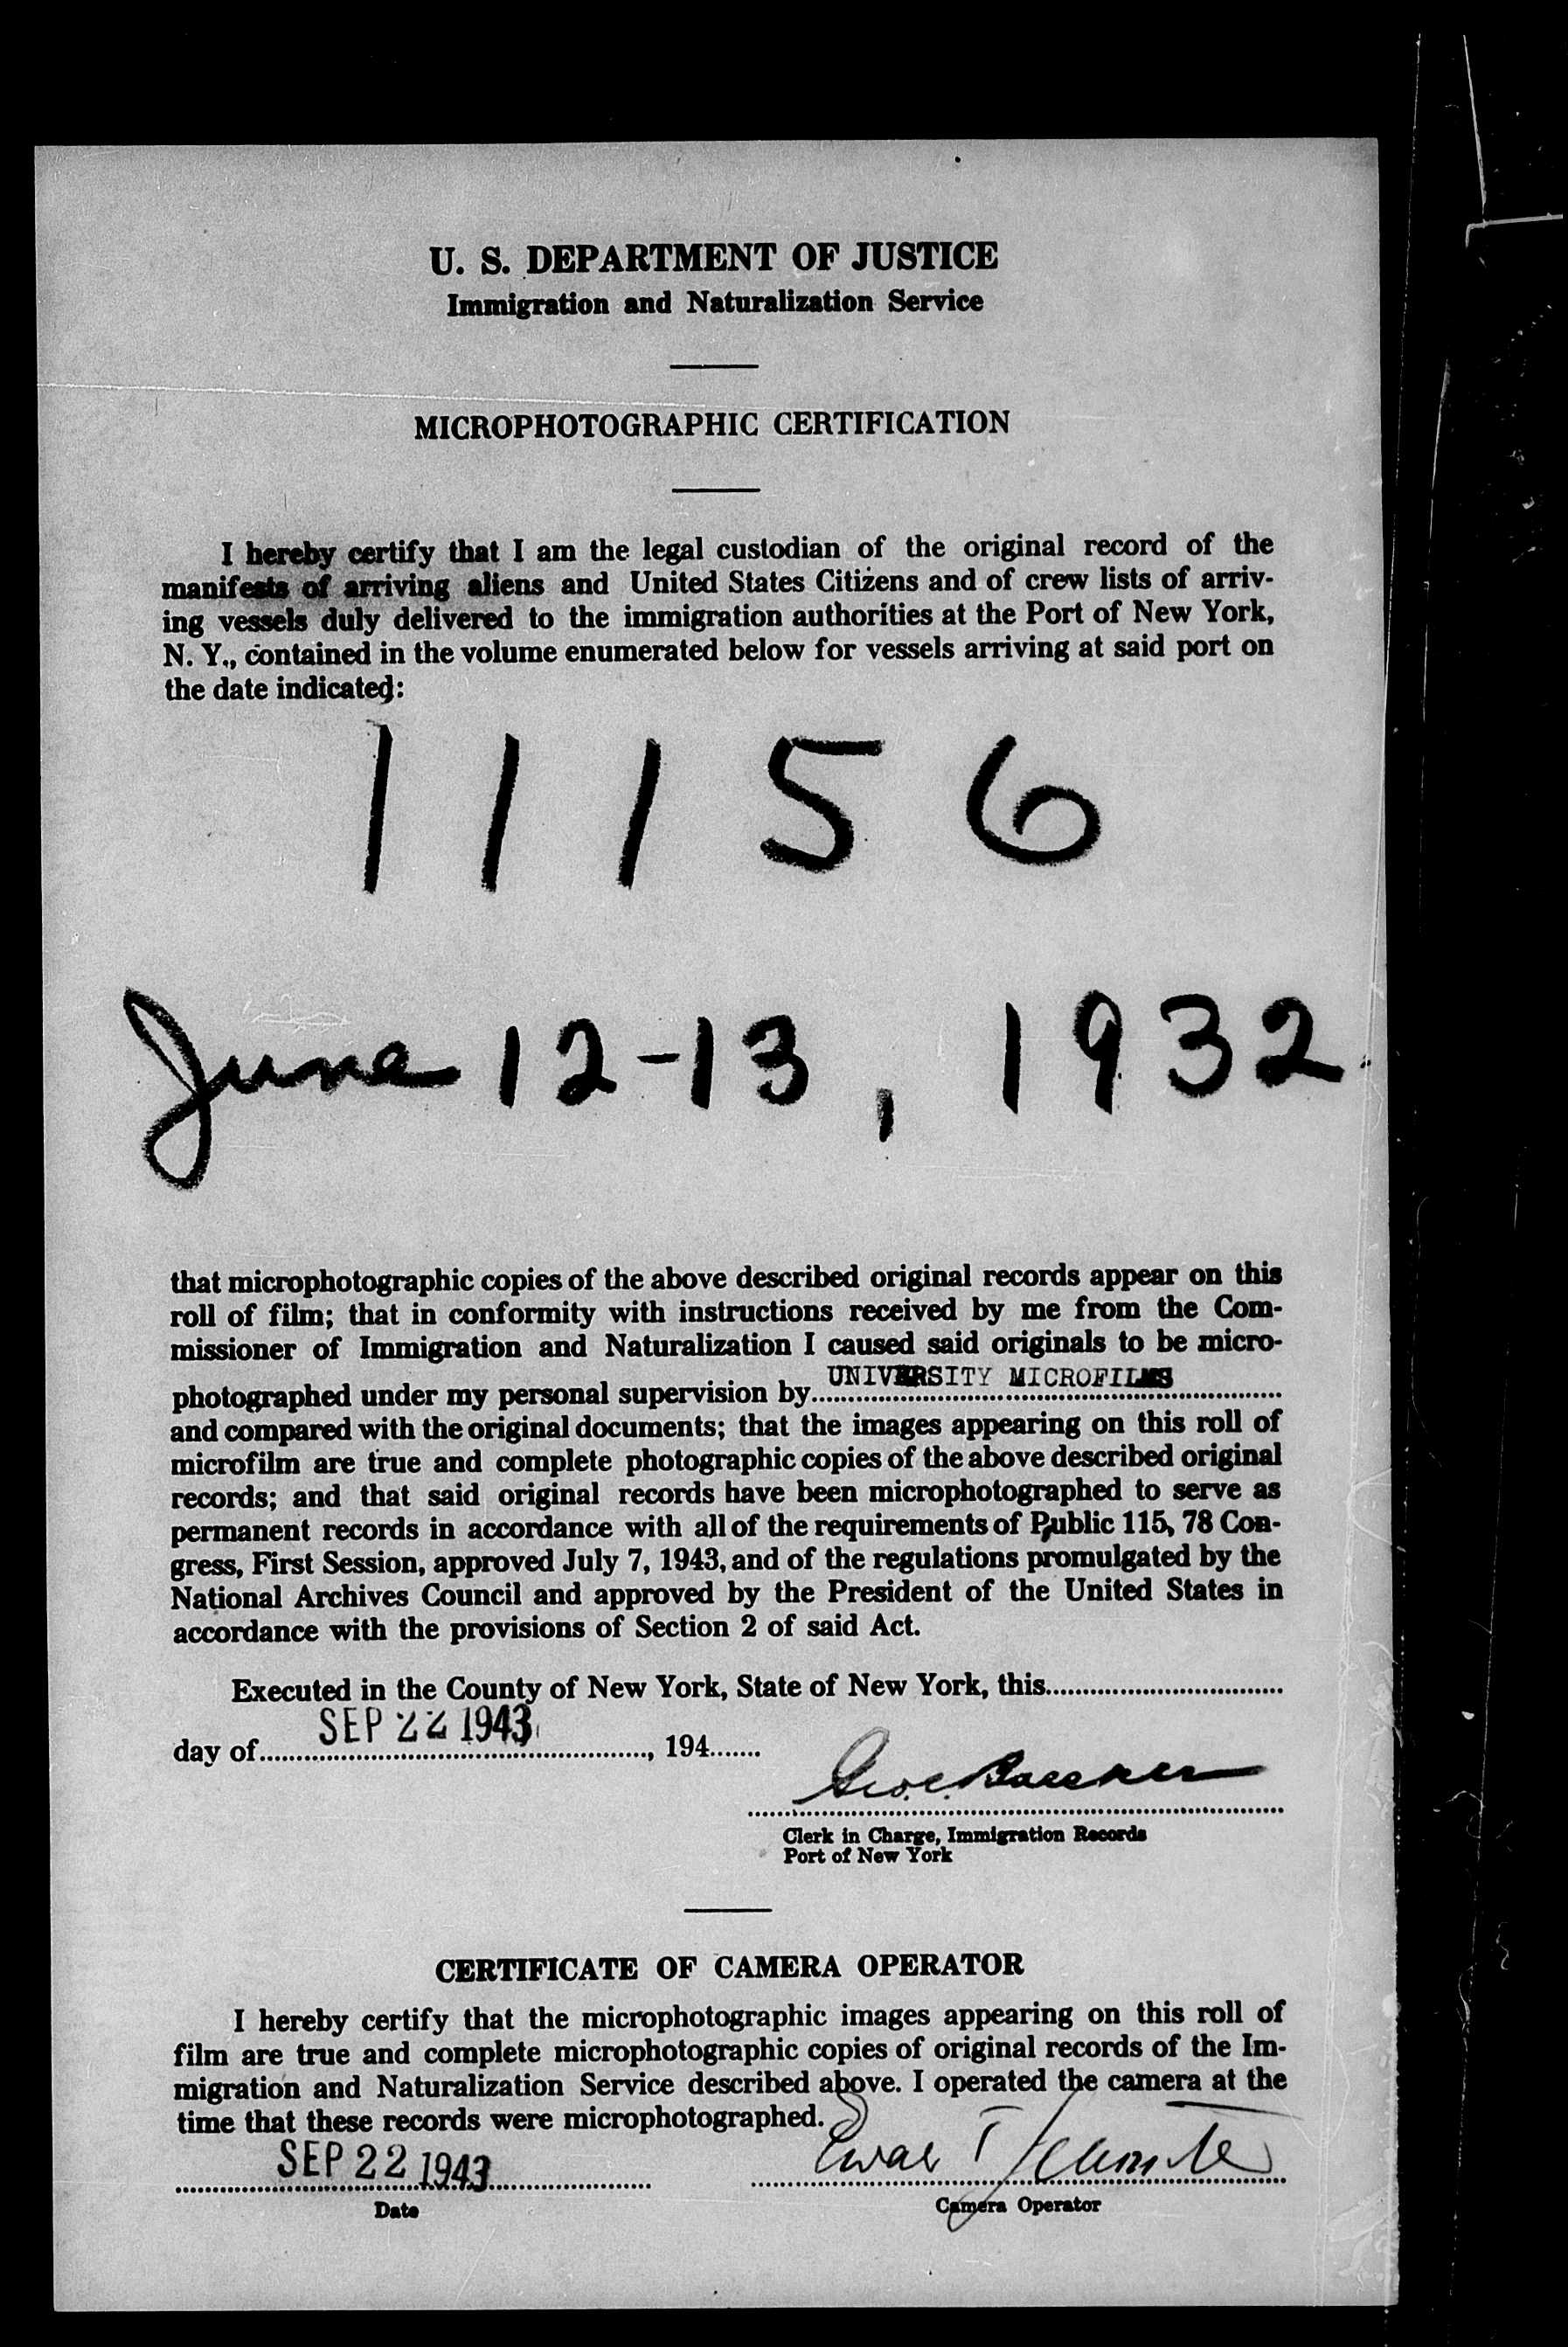 U. S. DEPARTMENT OF JUSTICE
Immigration and Naturalization Service
MICROPHOTOGRAPHIC CERTIFICATION
I hereby certify that I am the legal custodian of the original record of the
manifests of arriving aliens and United States Citizens and of crew lists of arriv-
ing vessels duly delivered to the immigration authorities at the Port of New York,
N. Y., contained in the volume enumerated below for vessels arriving at said port on
the date indicated:
11156
June 12-13, 1932
that microphotographic copies of the above described original records appear on this
roll of film; that in conformity with instructions received by me from the Com-
missioner of Immigration and Naturalization I caused said originals to be micro-
photographed under my personal supervision by UNIVERSITY MICROFILMS
and compared with the original documents; that the images appearing on this roll of
microfilm are true and complete photographic copies of the above described original
records; and that said original records have been microphotographed to serve as
permanent records in accordance with all of the requirements of Public 115, 78 Con-
gress, First Session, approved July 7, 1943, and of the regulations promulgated by the
National Archives Council and approved by the President of the United States in
accordance with the provisions of Section 2 of said Act.
Executed in the County of New York, State of New York, this
day of SEP 22 1943, 194
Clerk in Charge, Immigration Records
Port of New York
CERTIFICATE OF CAMERA OPERATOR
I hereby certify that the microphotographic images appearing on this roll of
film are true and complete microphotographic copies of original records of the Im-
migration and Naturalization Service described above. I operated the camera at the
time that these records were microphotographed.
SEP 22 1943
Date
Camera Operator